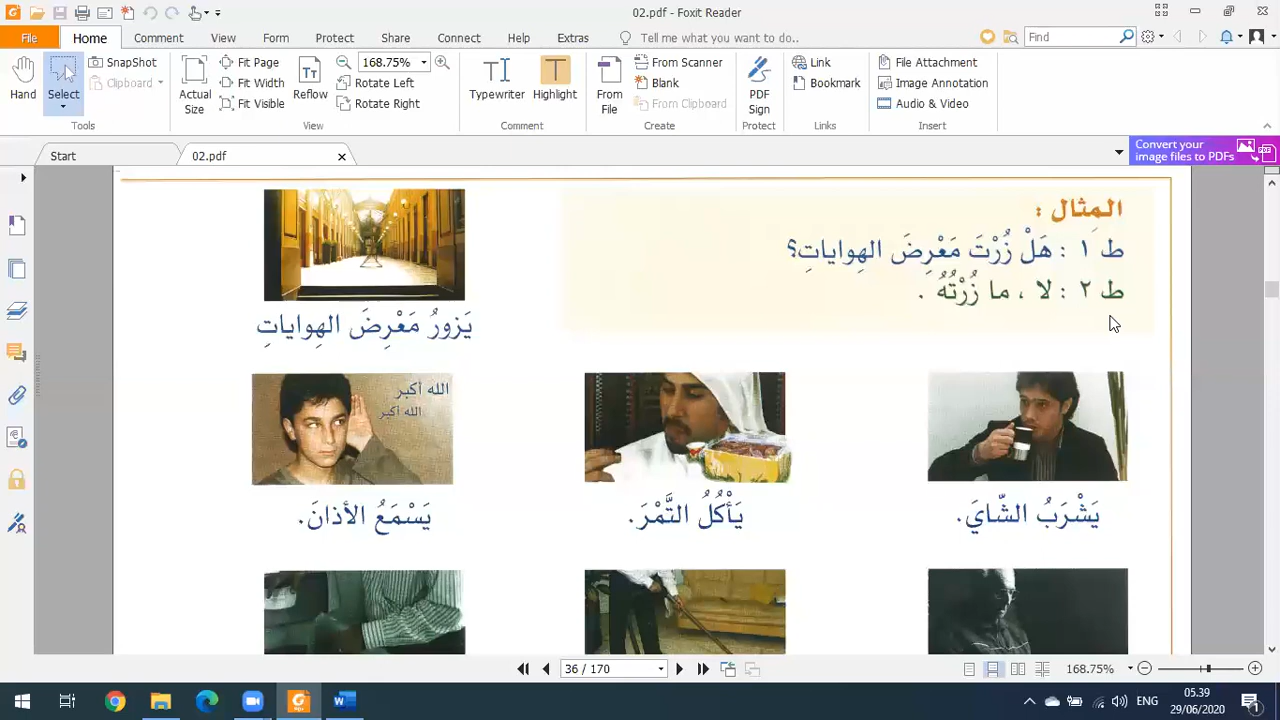 02.pdf - Foxit Reader
File
Home
Comment
View
Form
Protect
Share
Connect
Help
Extras
Tell me what you want to do..
Find
Hand
Select
SnapShot
Clipboard
Actual Size
Fit Page
Fit Width
Fit Visible
Reflow
168.75%
Rotate Left
Rotate Right
Typewriter
Highlight
From File
From Scanner
Blank
From Clipboard
PDF Sign
Link
Bookmark
File Attachment
Image Annotation
Audio & Video
Tools
View
Comment
Create
Protect
Links
Insert
Start
02.pdf
Convert your
image files to PDFs
المِثال :
ط ١ : هَلْ زُرْتَ مَعْرِضَ الهِواياتِ؟
ط ٢ : لا ، ما زُرْتُهُ .
يَزورُ مَعْرِضَ الهِواياتِ
الله أكبر
الله أكبر
يَشْرَبُ الشّايَ.
يَأْكُلُ التَّمْرَ.
يَسْمَعُ الأذانَ.
36 / 170
168.75%
ENG
05.39
29/06/2020
1